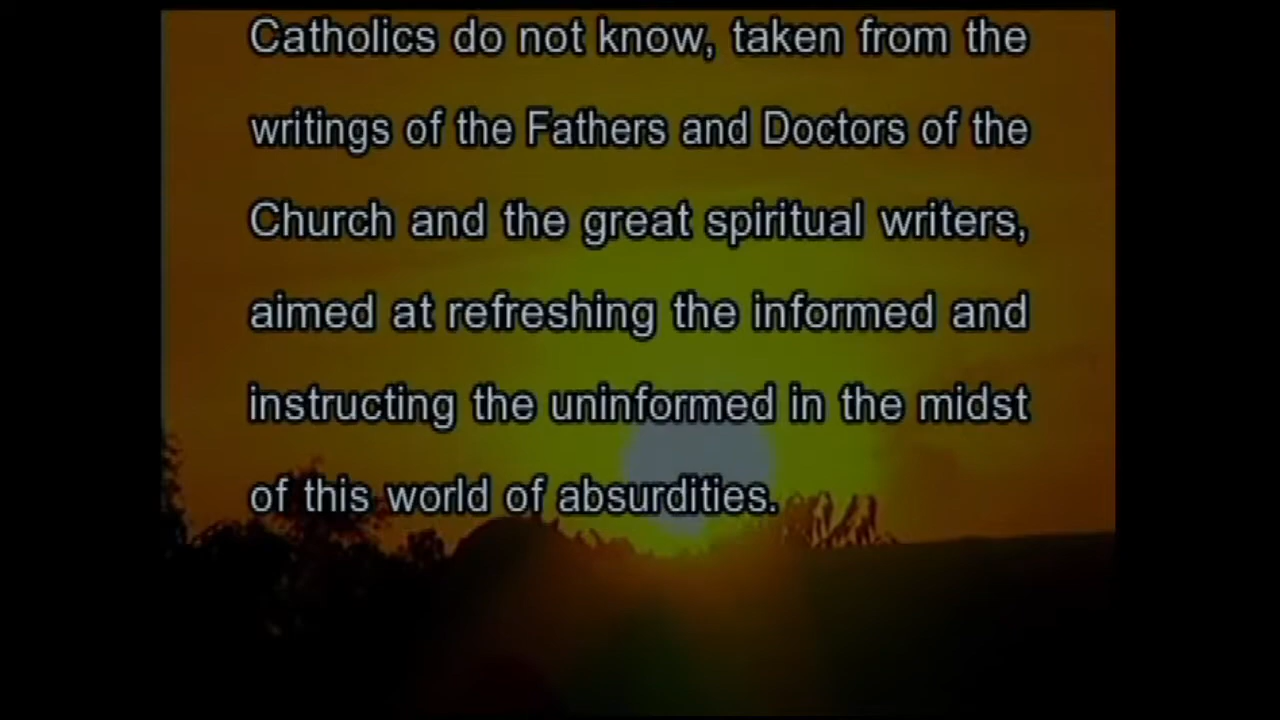 Catholics do not know, taken from the
writings of the Fathers and Doctors of the
Church and the great spiritual writers,
aimed at refreshing the informed and
instructing the uninformed in the midst
of this world of absurdities.